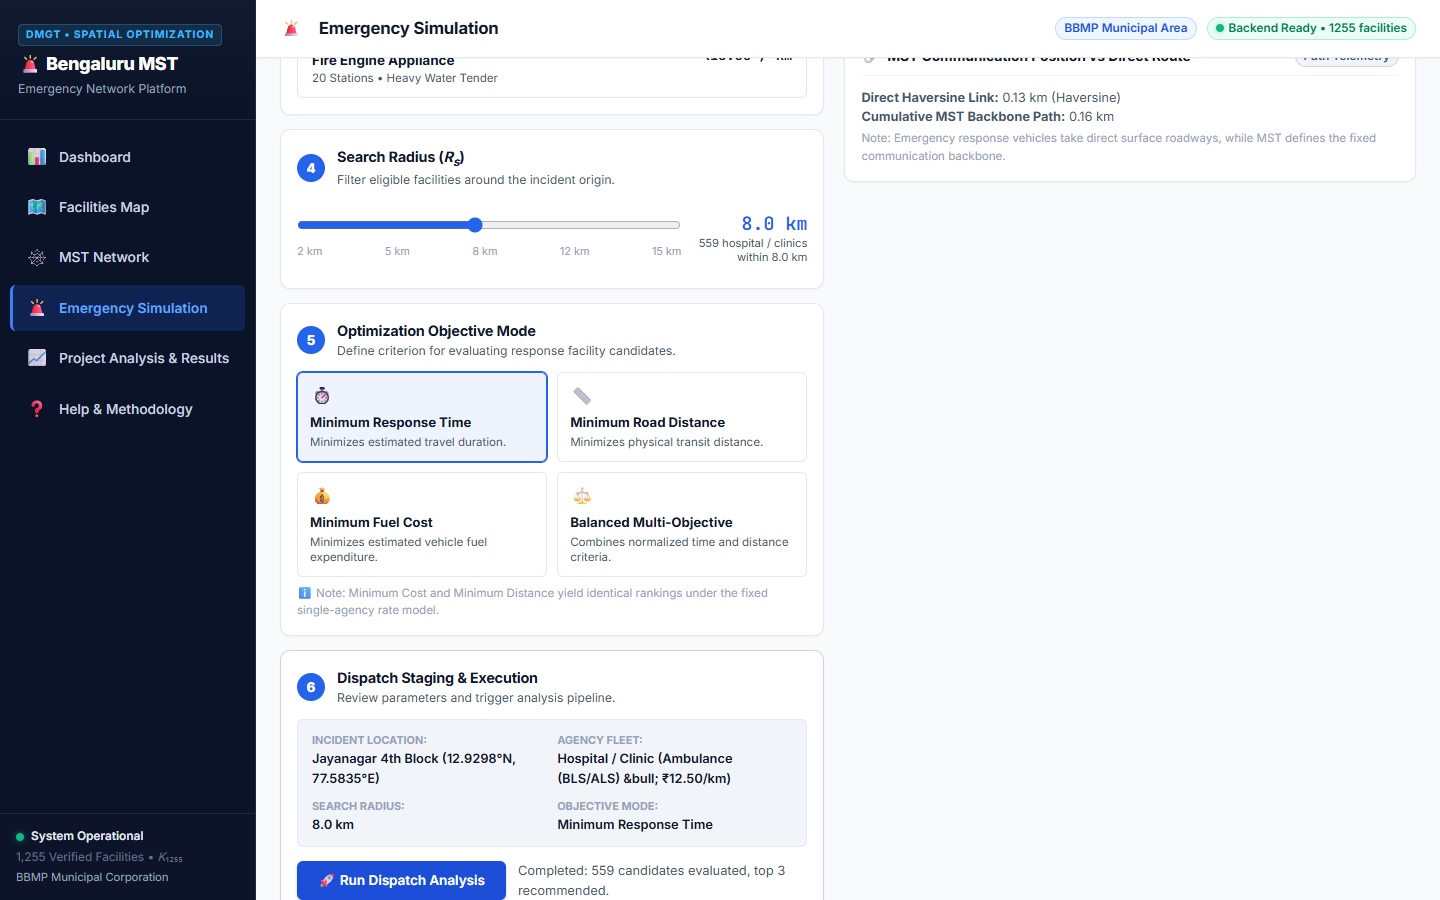 DMGT • SPATIAL OPTIMIZATION
Bengaluru MST
Emergency Network Platform
Dashboard
Facilities Map
MST Network
Emergency Simulation
Project Analysis & Results
Help & Methodology
System Operational
1,255 Verified Facilities • K₁₂₅₅
BBMP Municipal Corporation
Emergency Simulation
BBMP Municipal Area
Backend Ready • 1255 facilities
Fire Engine Appliance
20 Stations • Heavy Water Tender
4
Search Radius (Rs)
Filter eligible facilities around the incident origin.
2 km
5 km
8 km
12 km
15 km
8.0 km
559 hospital / clinics
within 8.0 km
5
Optimization Objective Mode
Define criterion for evaluating response facility candidates.
Minimum Response Time
Minimizes estimated travel duration.
Minimum Road Distance
Minimizes physical transit distance.
Minimum Fuel Cost
Minimizes estimated vehicle fuel
expenditure.
Balanced Multi-Objective
Combines normalized time and distance
criteria.
Note: Minimum Cost and Minimum Distance yield identical rankings under the fixed
single-agency rate model.
6
Dispatch Staging & Execution
Review parameters and trigger analysis pipeline.
INCIDENT LOCATION:
Jayanagar 4th Block (12.9298°N,
77.5835°E)
AGENCY FLEET:
Hospital / Clinic (Ambulance
(BLS/ALS) &bull; ₹12.50/km)
SEARCH RADIUS:
8.0 km
OBJECTIVE MODE:
Minimum Response Time
Run Dispatch Analysis
Completed: 559 candidates evaluated, top 3
recommended.
MST Communication Position vs Direct Route
Path Telemetry
Direct Haversine Link: 0.13 km (Haversine)
Cumulative MST Backbone Path: 0.16 km
Note: Emergency response vehicles take direct surface roadways, while MST defines the fixed
communication backbone.